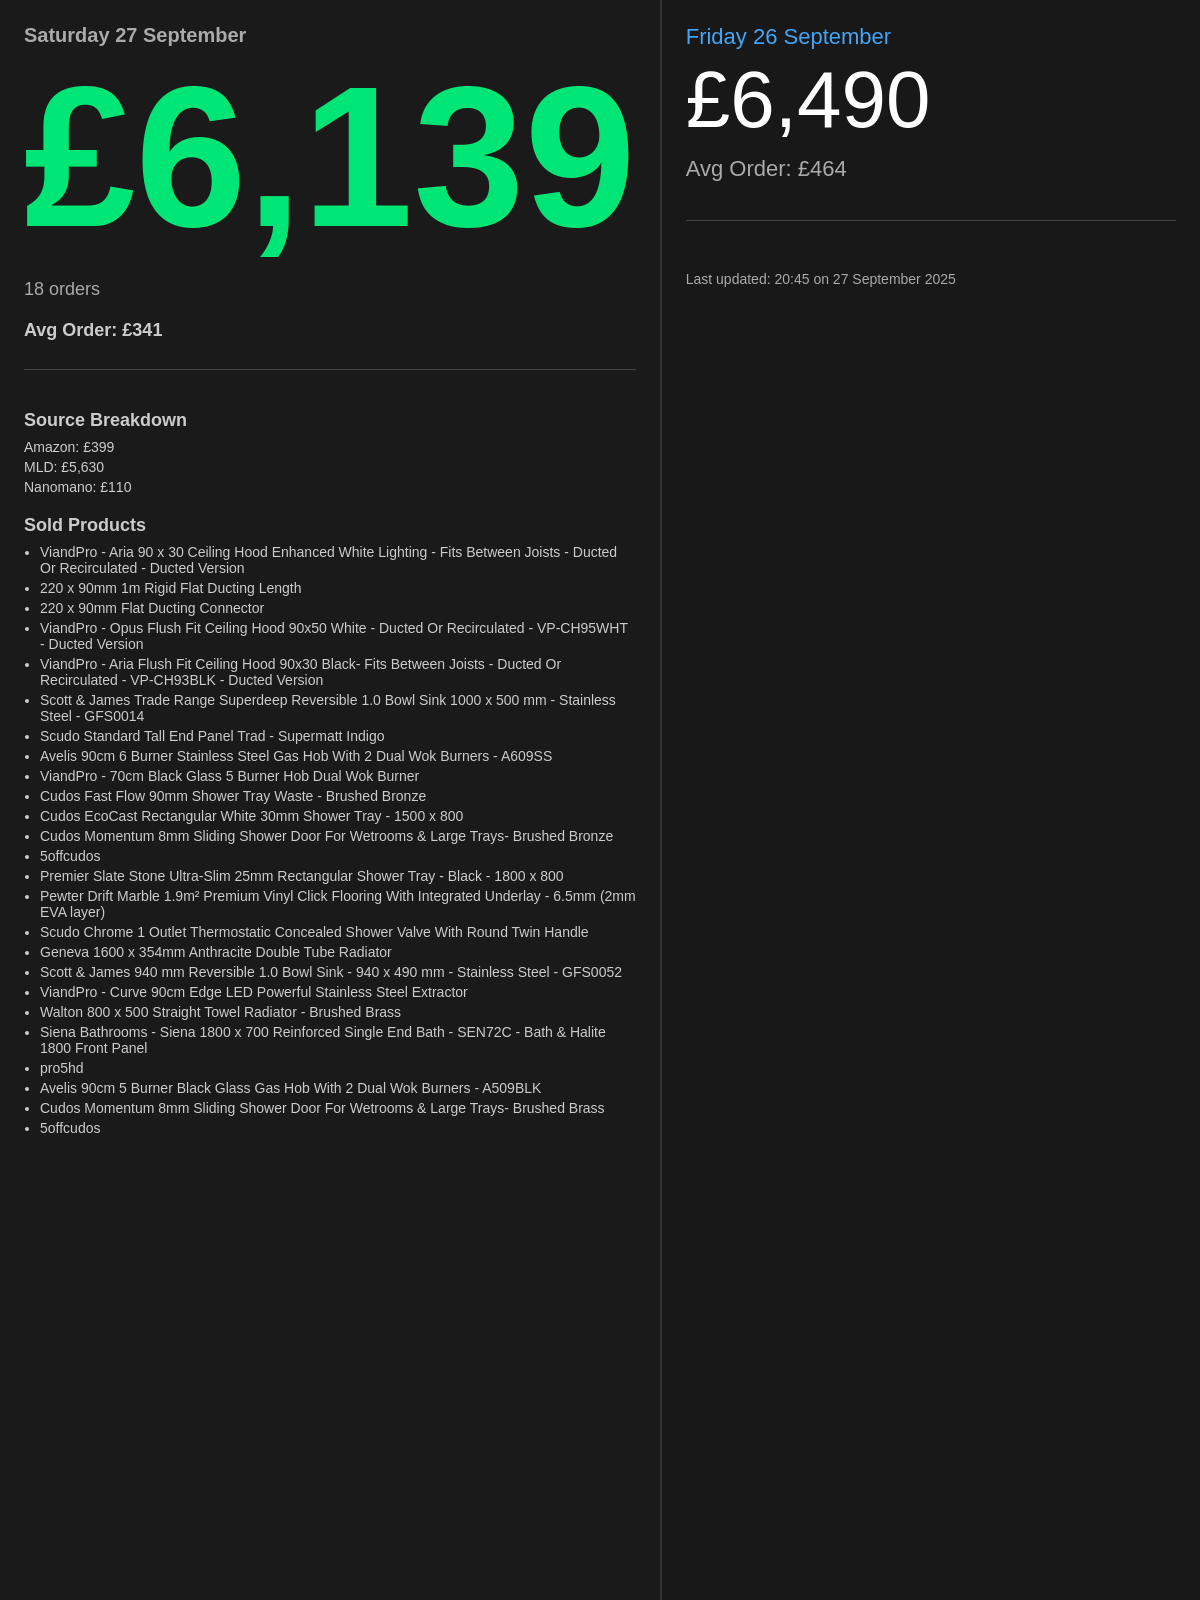 Saturday 27 September
£6,139
18 orders
Avg Order: £341
Source Breakdown
Amazon: £399
MLD: £5,630
Nanomano: £110
Sold Products
• ViandPro - Aria 90 x 30 Ceiling Hood Enhanced White Lighting - Fits Between Joists - Ducted
Or Recirculated - Ducted Version
• 220 x 90mm 1m Rigid Flat Ducting Length
• 220 x 90mm Flat Ducting Connector
• ViandPro - Opus Flush Fit Ceiling Hood 90x50 White - Ducted Or Recirculated - VP-CH95WHT
- Ducted Version
• ViandPro - Aria Flush Fit Ceiling Hood 90x30 Black- Fits Between Joists - Ducted Or
Recirculated - VP-CH93BLK - Ducted Version
• Scott & James Trade Range Superdeep Reversible 1.0 Bowl Sink 1000 x 500 mm - Stainless
Steel - GFS0014
• Scudo Standard Tall End Panel Trad - Supermatt Indigo
• Avelis 90cm 6 Burner Stainless Steel Gas Hob With 2 Dual Wok Burners - A609SS
• ViandPro - 70cm Black Glass 5 Burner Hob Dual Wok Burner
• Cudos Fast Flow 90mm Shower Tray Waste - Brushed Bronze
• Cudos EcoCast Rectangular White 30mm Shower Tray - 1500 x 800
• Cudos Momentum 8mm Sliding Shower Door For Wetrooms & Large Trays- Brushed Bronze
• 5offcudos
• Premier Slate Stone Ultra-Slim 25mm Rectangular Shower Tray - Black - 1800 x 800
• Pewter Drift Marble 1.9m² Premium Vinyl Click Flooring With Integrated Underlay - 6.5mm (2mm
EVA layer)
• Scudo Chrome 1 Outlet Thermostatic Concealed Shower Valve With Round Twin Handle
• Geneva 1600 x 354mm Anthracite Double Tube Radiator
• Scott & James 940 mm Reversible 1.0 Bowl Sink - 940 x 490 mm - Stainless Steel - GFS0052
• ViandPro - Curve 90cm Edge LED Powerful Stainless Steel Extractor
• Walton 800 x 500 Straight Towel Radiator - Brushed Brass
• Siena Bathrooms - Siena 1800 x 700 Reinforced Single End Bath - SEN72C - Bath & Halite
1800 Front Panel
• pro5hd
• Avelis 90cm 5 Burner Black Glass Gas Hob With 2 Dual Wok Burners - A509BLK
• Cudos Momentum 8mm Sliding Shower Door For Wetrooms & Large Trays- Brushed Brass
• 5offcudos
Friday 26 September
£6,490
Avg Order: £464
Last updated: 20:45 on 27 September 2025